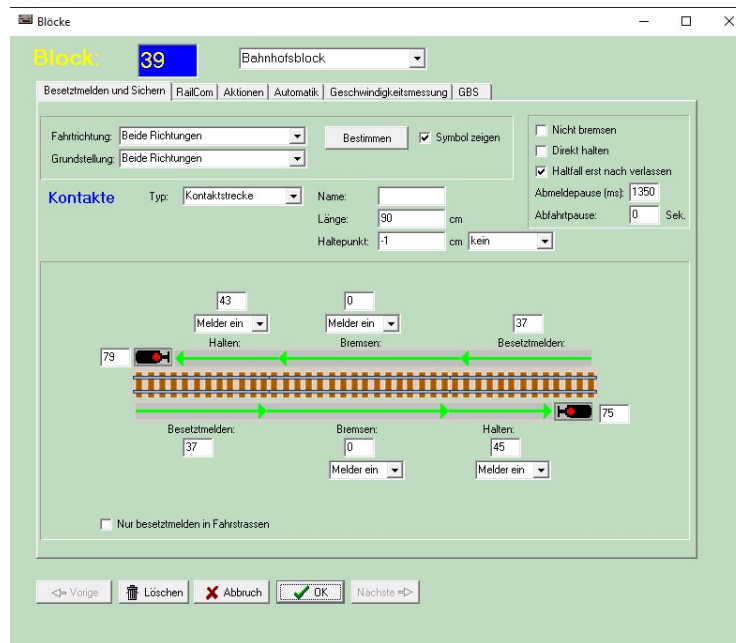 Blöcke
Block: 39 Bahnhofsblock
Besetztmelden und Sichern RailCom Aktionen Automatik Geschwindigkeitsmessung GBS
Fahrtrichtung: Beide Richtungen Bestimmen Symbol zeigen
Grundstellung: Beide Richtungen
Nicht bremsen
Direkt halten
Haltfall erst nach verlassen
Abmeldepause (ms): 1350
Abfahrtpause: 0 Sek.
Kontakte Typ: Kontaktstrecke Name:
Länge: 90 cm
Haltepunkt: -1 cm kein
43 0
Melder ein Melder ein 37
Halten: Bremsen: Besetztmelden:
79
75
Besetztmelden: Bremsen: Halten:
37 0 45
Melder ein Melder ein
Nur besetztmelden in Fahrstrassen
Vorige Löschen Abbruch OK Nächste